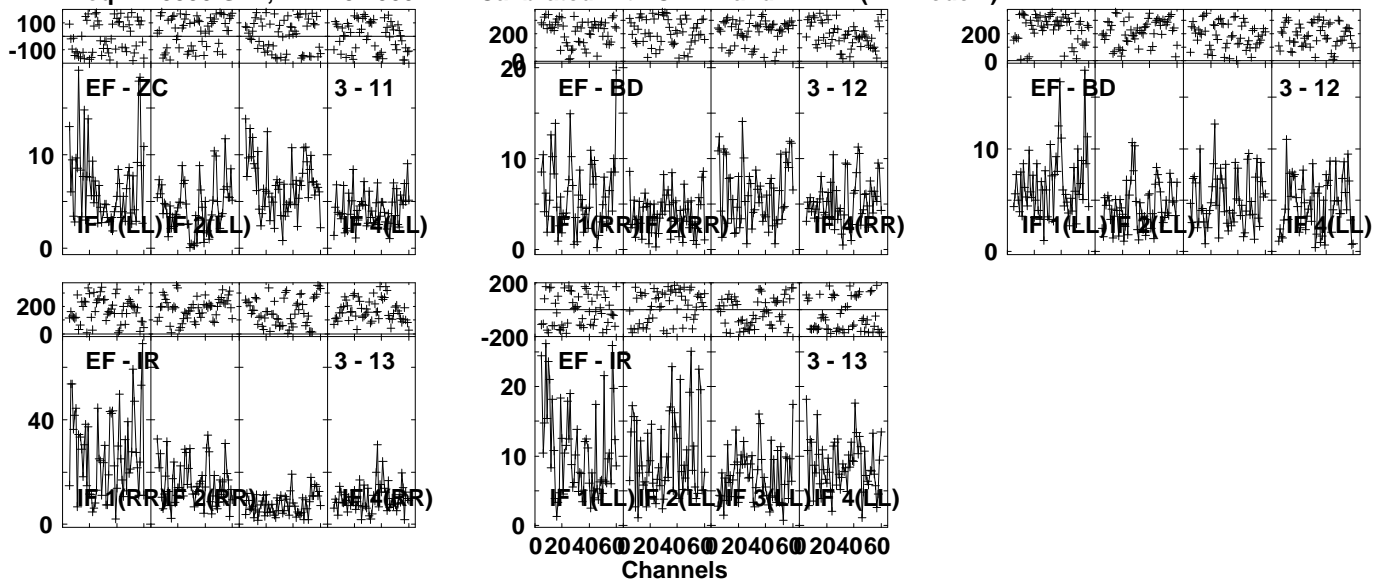 100
-100
EF - ZC
3 - 11
10
0
IF 1(LL)
IF 2(LL)
IF 4(LL)
200
0
20
EF - BD
3 - 12
10
0
IF 1(RR)
IF 2(RR)
IF 4(RR)
200
0
EF - BD
3 - 12
10
0
IF 1(LL)
IF 2(LL)
IF 4(LL)
200
0
EF - IR
3 - 13
40
0
IF 1(RR)
IF 2(RR)
IF 4(RR)
200
-200
EF - IR
3 - 13
20
10
0
IF 1(LL)
IF 2(LL)
IF 3(LL)
IF 4(LL)
0 20 40 60 0 20 40 60 0 20 40 60 0 20 40 60
Channels